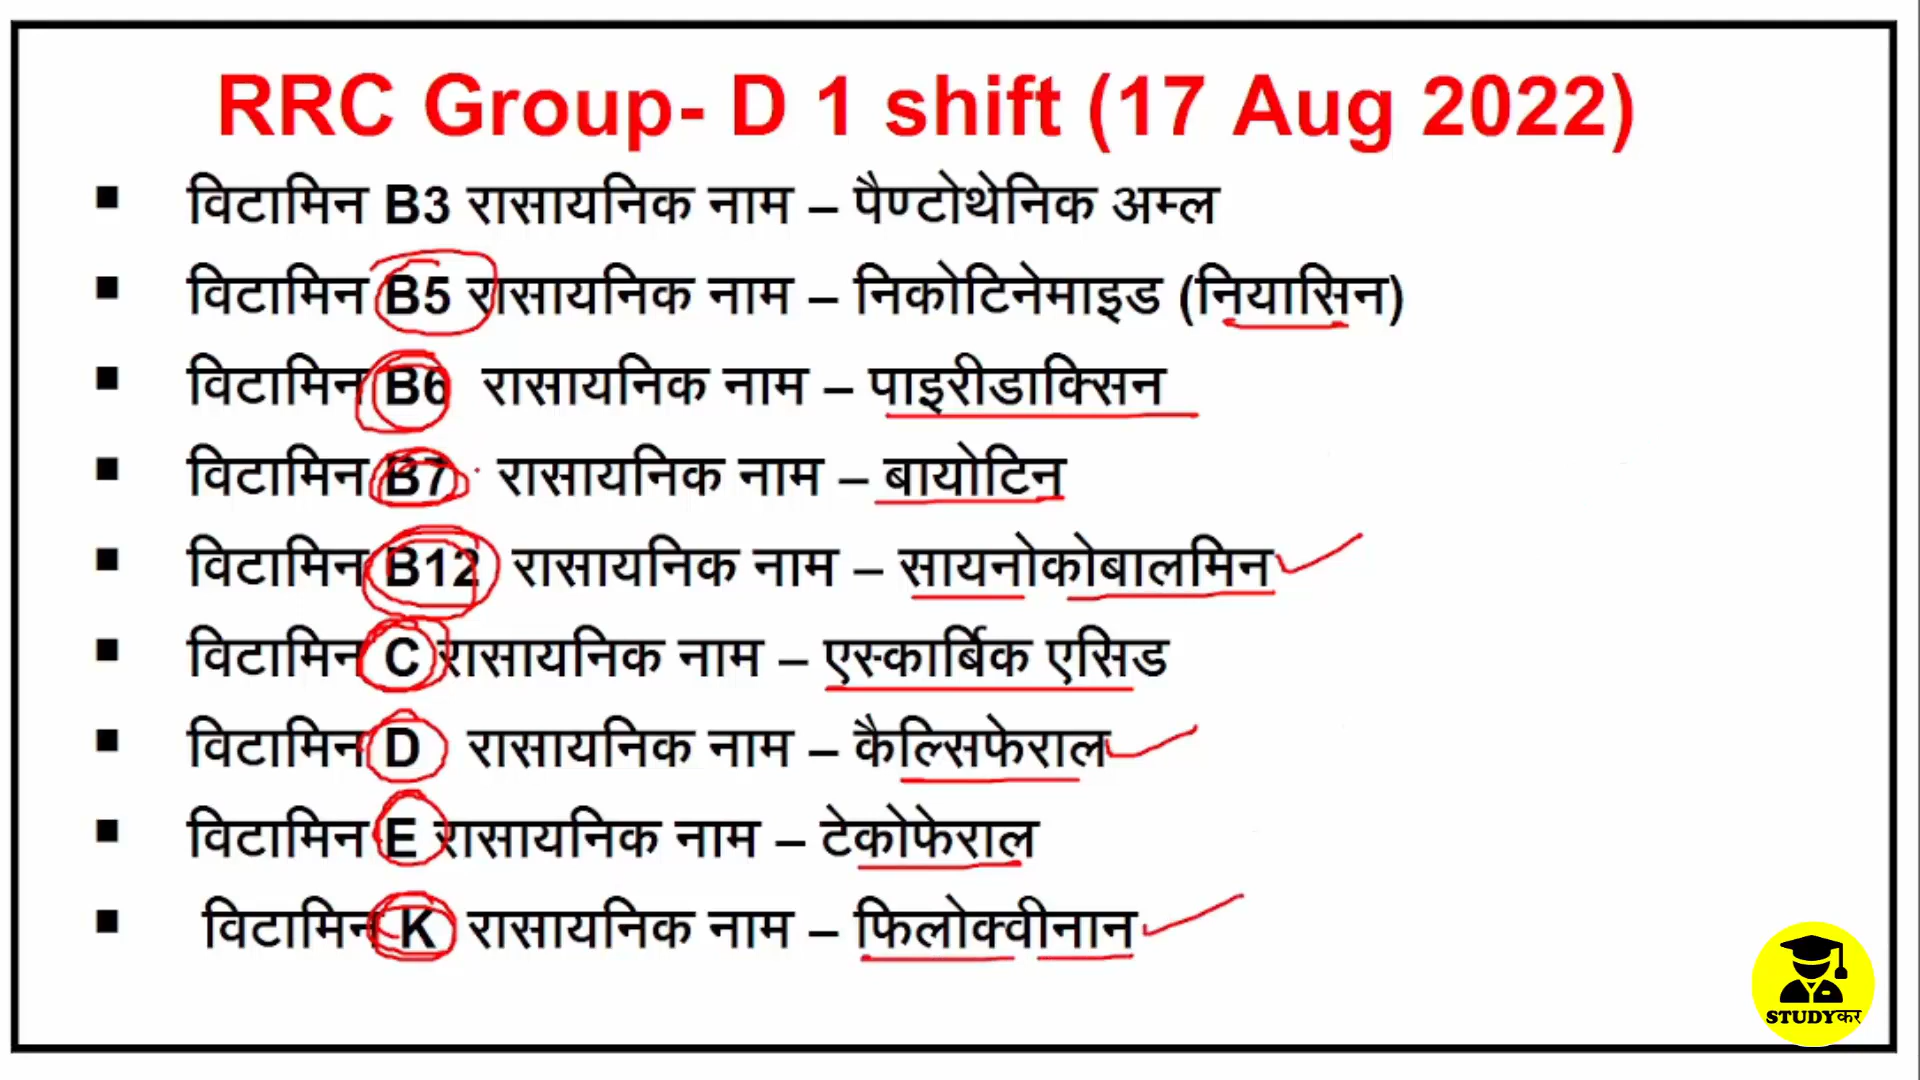 RRC Group- D 1 shift (17 Aug 2022)
▪ विटामिन B3 रासायनिक नाम – पैण्टोथेनिक अम्ल
▪ विटामिन B5 रासायनिक नाम – निकोटिनेमाइड (नियासिन)
▪ विटामिन B6 रासायनिक नाम – पाइरीडाक्सिन
▪ विटामिन B7 रासायनिक नाम – बायोटिन
▪ विटामिन B12 रासायनिक नाम – सायनोकोबालमिन
▪ विटामिन C रासायनिक नाम – एस्कार्बिक एसिड
▪ विटामिन D रासायनिक नाम – कैल्सिफेराल
▪ विटामिन E रासायनिक नाम – टेकोफेराल
▪ विटामिन K रासायनिक नाम – फिलोक्वीनान
STUDYकर